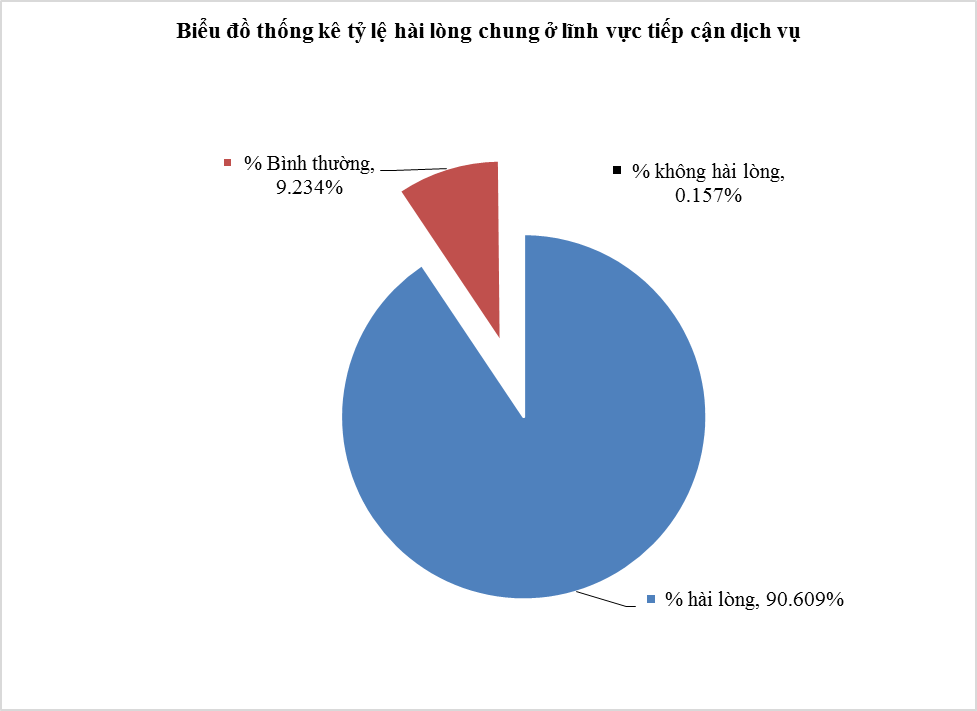 Biểu đồ thống kê tỷ lệ hài lòng chung ở lĩnh vực tiếp cận dịch vụ
% Bình thường,
9.234%
% không hài lòng,
0.157%
% hài lòng, 90.609%